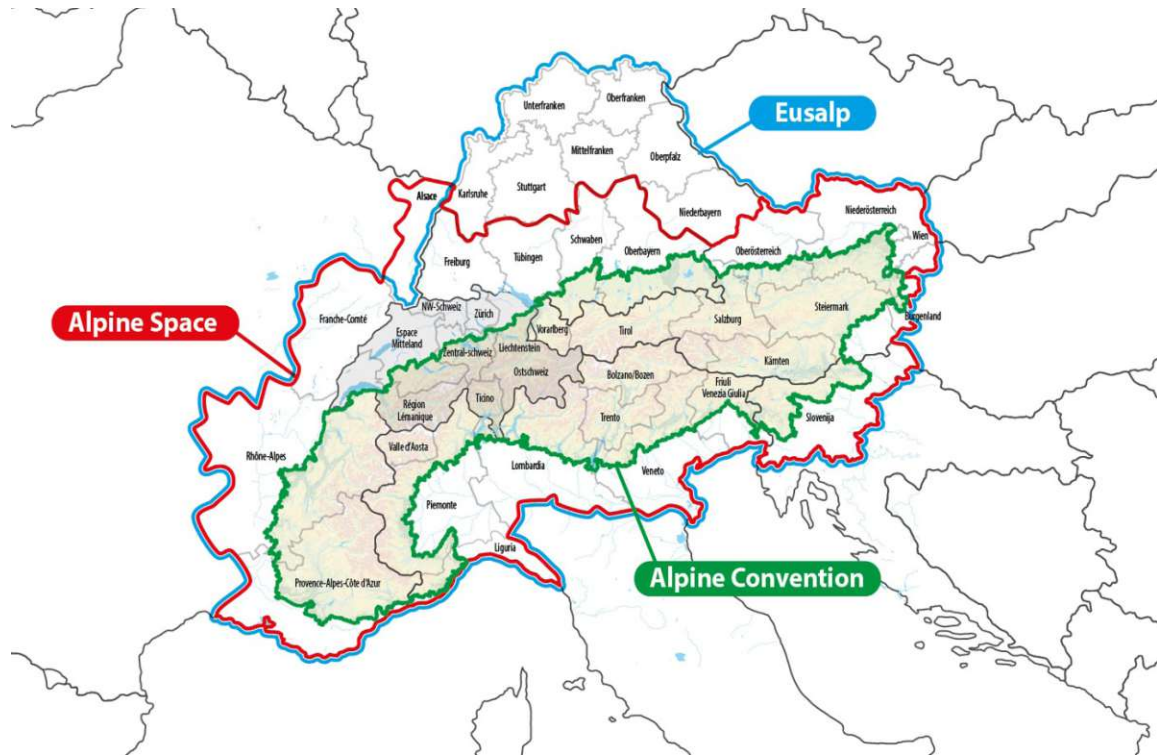 Unterfranken
Oberfranken
Eusalp
Mittelfranken
Oberpfalz
Alsace
Karlsruhe
Stuttgart
Niederösterreich
Niederbayern
Wien
Schwaben
Oberbayern
Oberösterreich
Freiburg
Tübingen
Alpine Space
Franche-Comté
NW-Schweiz
Zürich
Steiermark
Burgenland
Espace
Mittelland
Vorarlberg
Tirol
Salzburg
Zentral-schweiz
Liechtenstein
Ostschweiz
Kärnten
Bolzano/Bozen
Friuli
Venezia Giulia
Région
Lémanique
Ticino
Trento
Slovenija
Valle d'Aosta
Rhône-Alpes
Lombardia
Veneto
Piemonte
Liguria
Alpine Convention
Provence-Alpes-Côte d'Azur